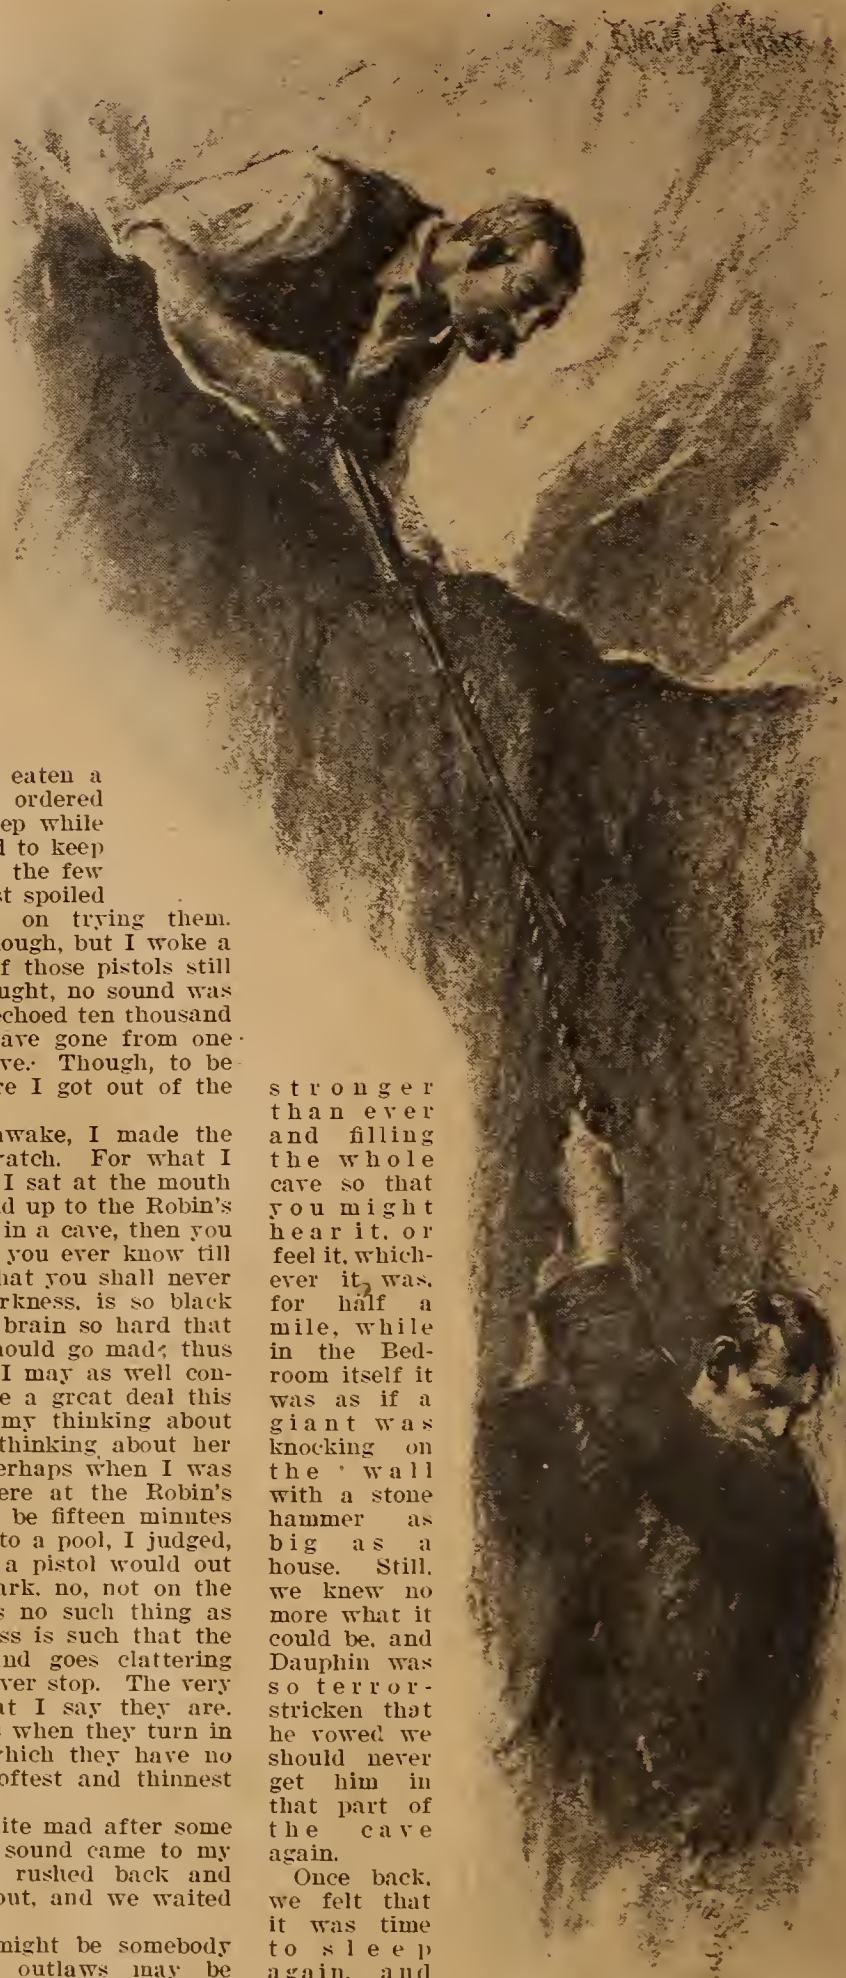 eaten a
ordered
ep while
d to keep
the few
st spoiled
on trying them.
ough, but I woke a
f those pistols still
ught, no sound was
echoed ten thousand
ave gone from one
ve. Though, to be
re I got out of the
wake, I made the
ratch. For what I
I sat at the mouth
d up to the Robin's
in a cave, then you
you ever know till
hat you shall never
rkness, is so black
brain so hard that
nould go mad; thus
I may as well con-
e a great deal this
my thinking about
thinking about her
erhaps when I was
ere at the Robin's
be fifteen minutes
to a pool, I judged,
a pistol would out
ark, no, not on the
s no such thing as
ss is such that the
nd goes clattering
ver stop. The very
at I say they are.
when they turn in
which they have no
oftest and thinnest
ite mad after some
sound came to my
rushed back and
out, and we waited
might be somebody
outlaws may be
stronger
than ever
and filling
the whole
cave so that
you might
hear it, or
feel it, which-
ever it was,
for half a
mile, while
in the Bed-
room itself it
was as if a
giant was
knocking on
the wall
with a stone
hammer as
big as a
house. Still,
we knew no
more what it
could be, and
Dauphin was
so terror-
stricken that
he vowed we
should never
get him in
that part of
the cave
again.
Once back,
we felt that
it was time
to sleep
again, and